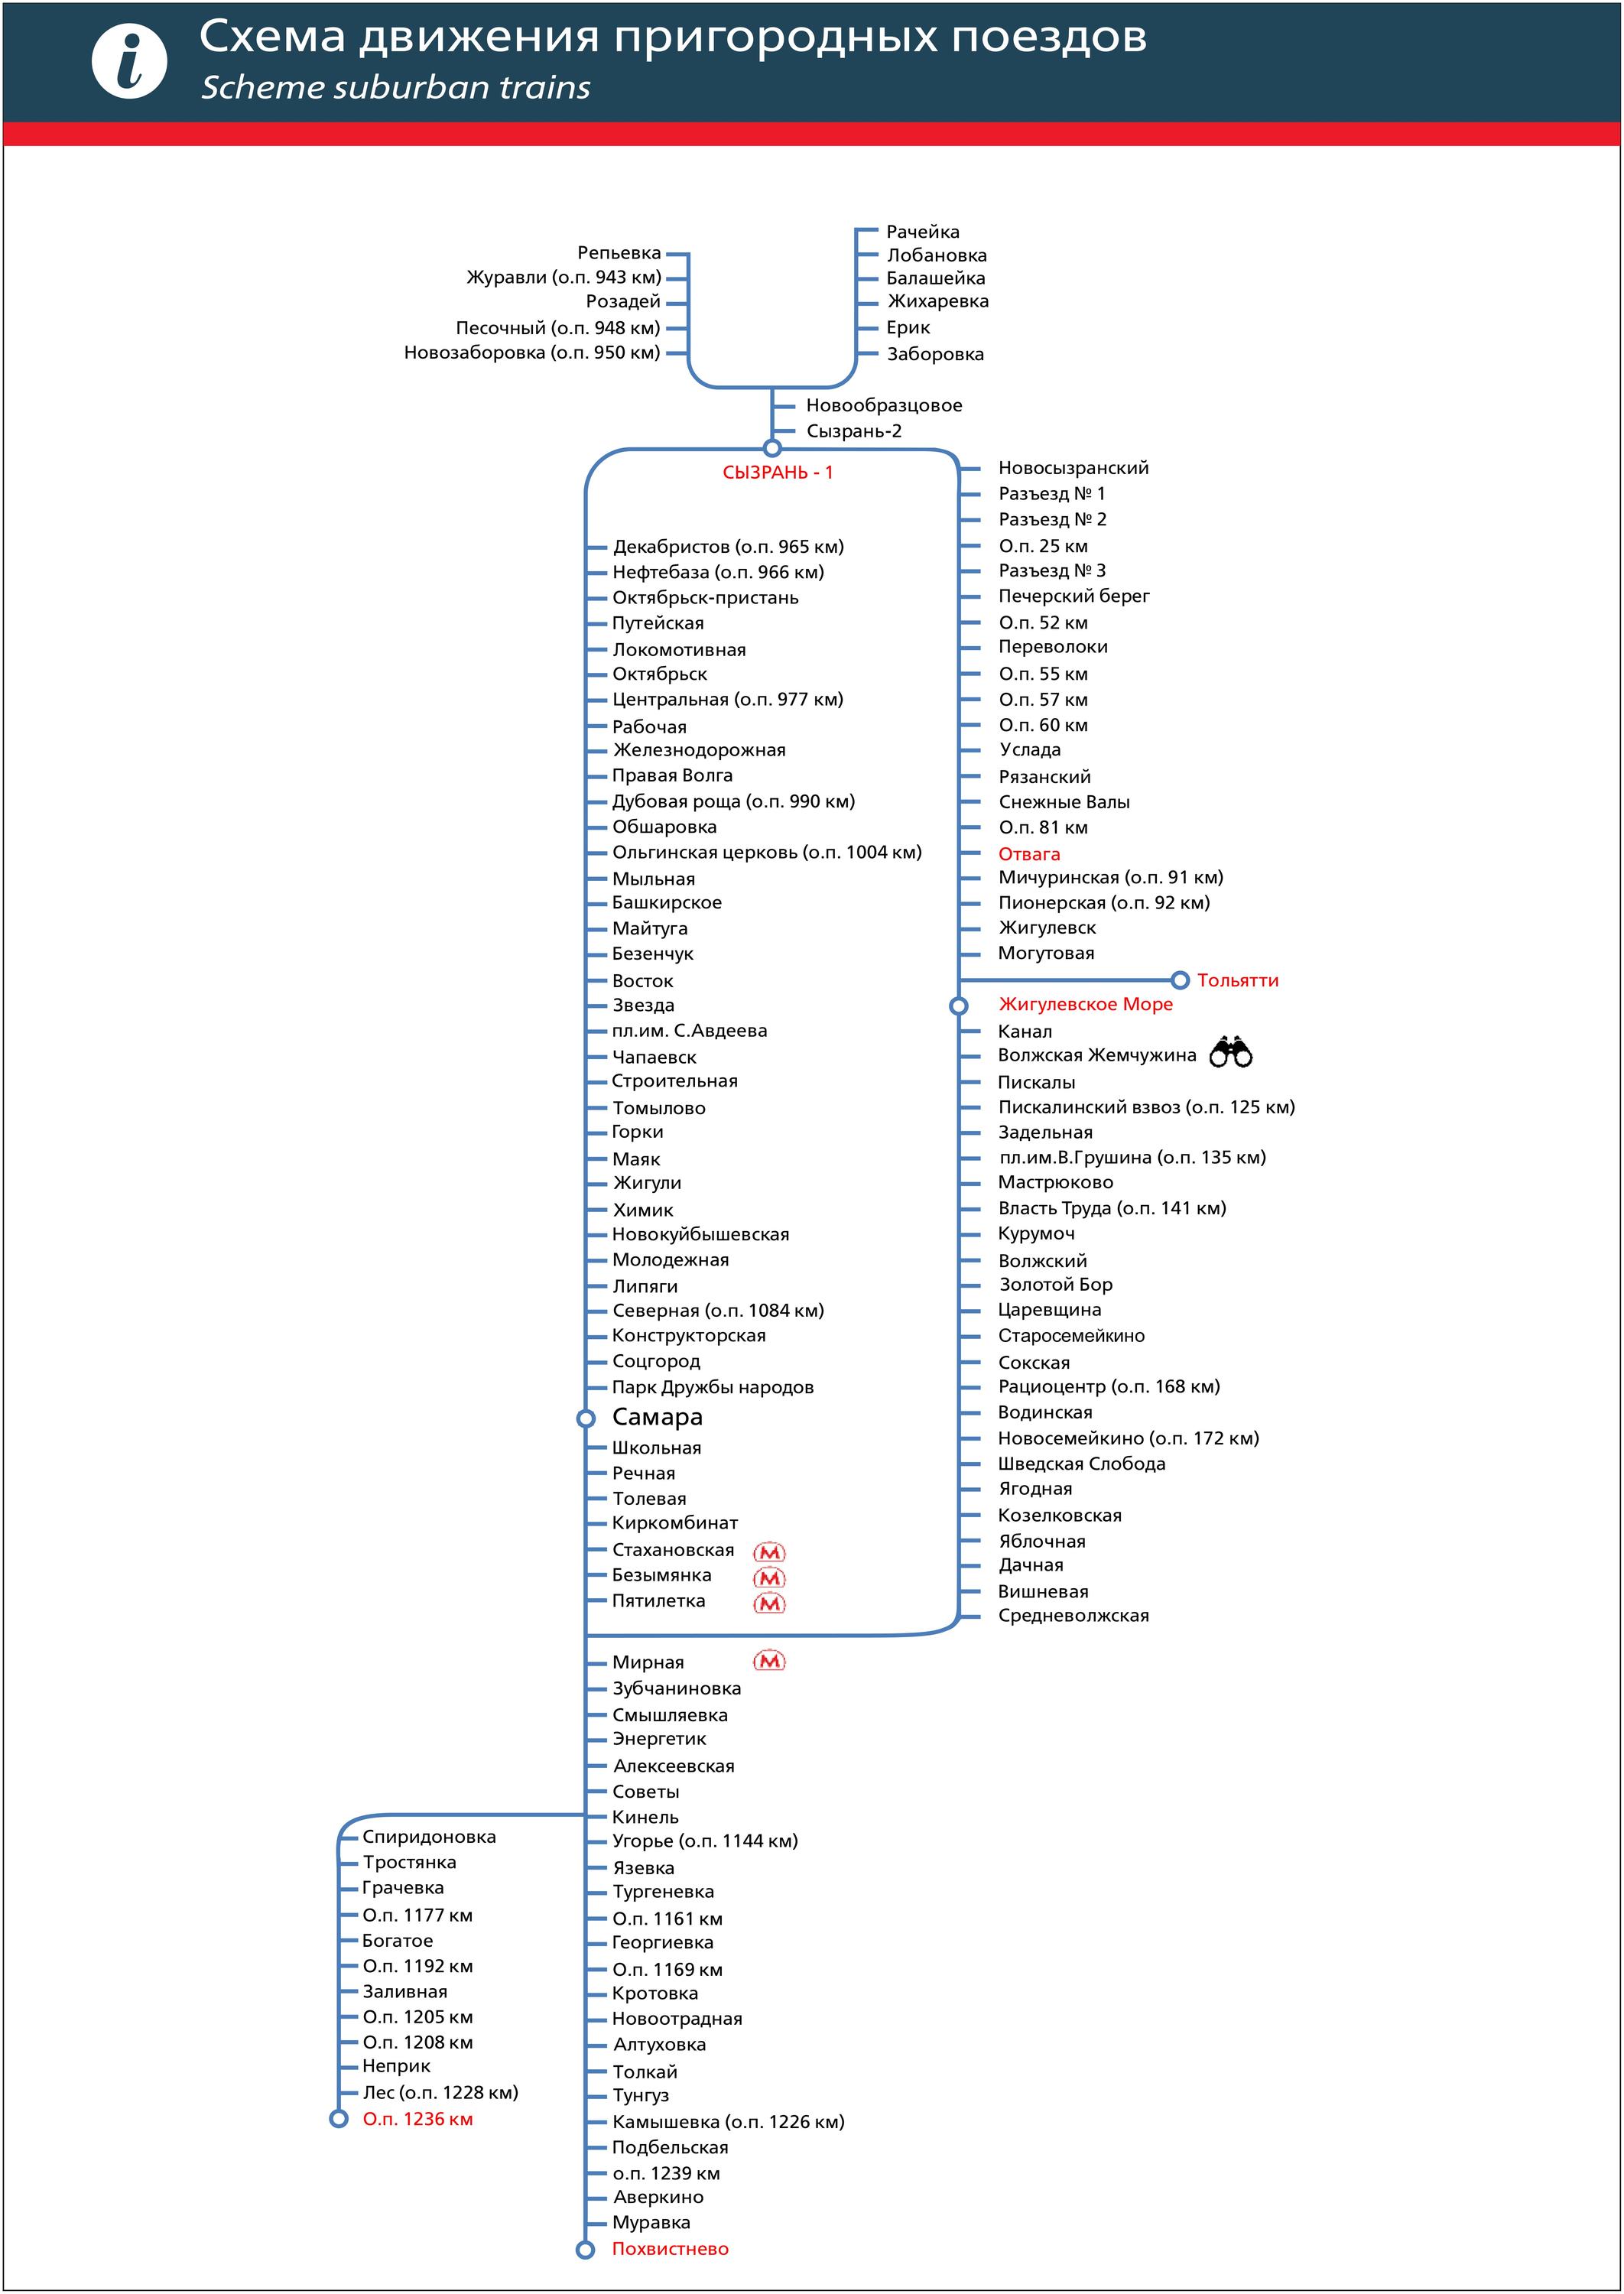 Схема движения пригородных поездов
Scheme suburban trains
Репьевка
Журавли (о.п. 943 км)
Розадей
Песочный (о.п. 948 км)
Новозаборовка (о.п. 950 км)
Рачейка
Лобановка
Балашейка
Жихаревка
Ерик
Заборовка
Новообразцовое
Сызрань-2
СЫЗРАНЬ - 1
Декабристов (о.п. 965 км)
Нефтебаза (о.п. 966 км)
Октябрьск-пристань
Путейская
Локомотивная
Октябрьск
Центральная (о.п. 977 км)
Рабочая
Железнодорожная
Правая Волга
Дубовая роща (о.п. 990 км)
Обшаровка
Ольгинская церковь (о.п. 1004 км)
Мыльная
Башкирское
Майтуга
Безенчук
Восток
Звезда
пл.им. С.Авдеева
Чапаевск
Строительная
Томылово
Горки
Маяк
Жигули
Химик
Новокуйбышевская
Молодежная
Липяги
Северная (о.п. 1084 км)
Конструкторская
Соцгород
Парк Дружбы народов
Самара
Школьная
Речная
Толевая
Киркомбинат
Стахановская М
Безымянка М
Пятилетка М
Новосызранский
Разъезд № 1
Разъезд № 2
О.п. 25 км
Разъезд № 3
Печерский берег
О.п. 52 км
Переволоки
О.п. 55 км
О.п. 57 км
О.п. 60 км
Услада
Рязанский
Снежные Валы
О.п. 81 км
Отвага
Мичуринская (о.п. 91 км)
Пионерская (о.п. 92 км)
Жигулевск
Могутовая
Тольятти
Жигулевское Море
Канал
Волжская Жемчужина
Пискалы
Пискалинский взвоз (о.п. 125 км)
Задельная
пл.им.В.Грушина (о.п. 135 км)
Мастрюково
Власть Труда (о.п. 141 км)
Курумоч
Волжский
Золотой Бор
Царевщина
Старосемейкино
Сокская
Рациоцентр (о.п. 168 км)
Водинская
Новосемейкино (о.п. 172 км)
Шведская Слобода
Ягодная
Козелковская
Яблочная
Дачная
Вишневая
Средневолжская
Мирная М
Зубчаниновка
Смышляевка
Энергетик
Алексеевская
Советы
Кинель
Угорье (о.п. 1144 км)
Язевка
Тургеневка
О.п. 1161 км
Георгиевка
О.п. 1169 км
Кротовка
Новоотрадная
Алтуховка
Толкай
Тунгуз
Камышевка (о.п. 1226 км)
Подбельская
о.п. 1239 км
Аверкино
Муравка
Похвистнево
Спиридоновка
Тростянка
Грачевка
О.п. 1177 км
Богатое
О.п. 1192 км
Заливная
О.п. 1205 км
О.п. 1208 км
Неприк
Лес (о.п. 1228 км)
О.п. 1236 км